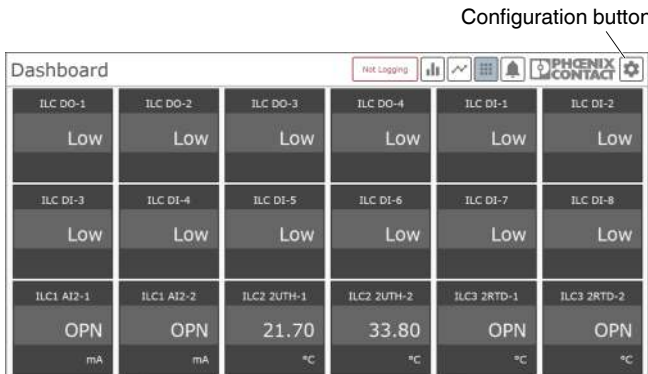 Configuration button
Dashboard
Not Logging
PHŒNIX
CONTACT
ILC DO-1 ILC DO-2 ILC DO-3 ILC DO-4 ILC DI-1 ILC DI-2
Low Low Low Low Low Low
ILC DI-3 ILC DI-4 ILC DI-5 ILC DI-6 ILC DI-7 ILC DI-8
Low Low Low Low Low Low
ILC1 AI2-1 ILC1 AI2-2 ILC2 2UTH-1 ILC2 2UTH-2 ILC3 2RTD-1 ILC3 2RTD-2
OPN OPN 21.70 33.80 OPN OPN
mA mA °C °C °C °C